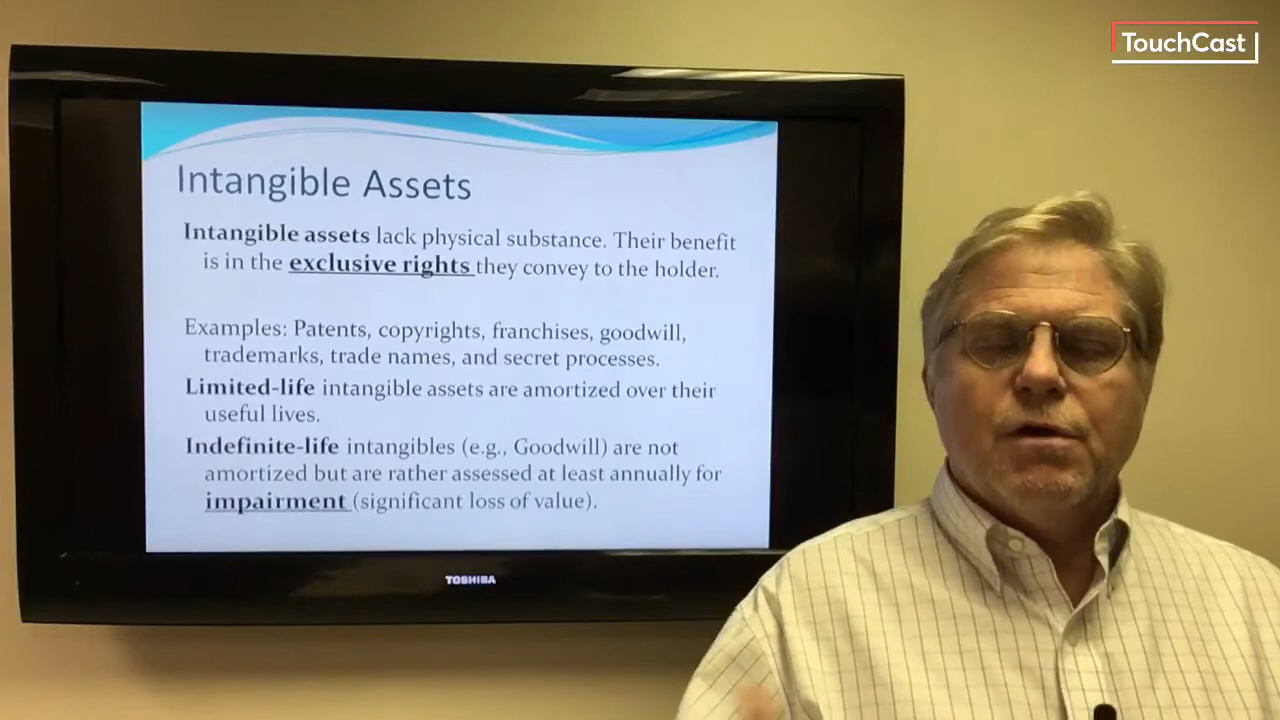 TouchCast
Intangible Assets
Intangible assets lack physical substance. Their benefit
is in the exclusive rights they convey to the holder.
Examples: Patents, copyrights, franchises, goodwill,
trademarks, trade names, and secret processes.
Limited-life intangible assets are amortized over their
useful lives.
Indefinite-life intangibles (e.g., Goodwill) are not
amortized but are rather assessed at least annually for
impairment (significant loss of value).
TOSHIBA